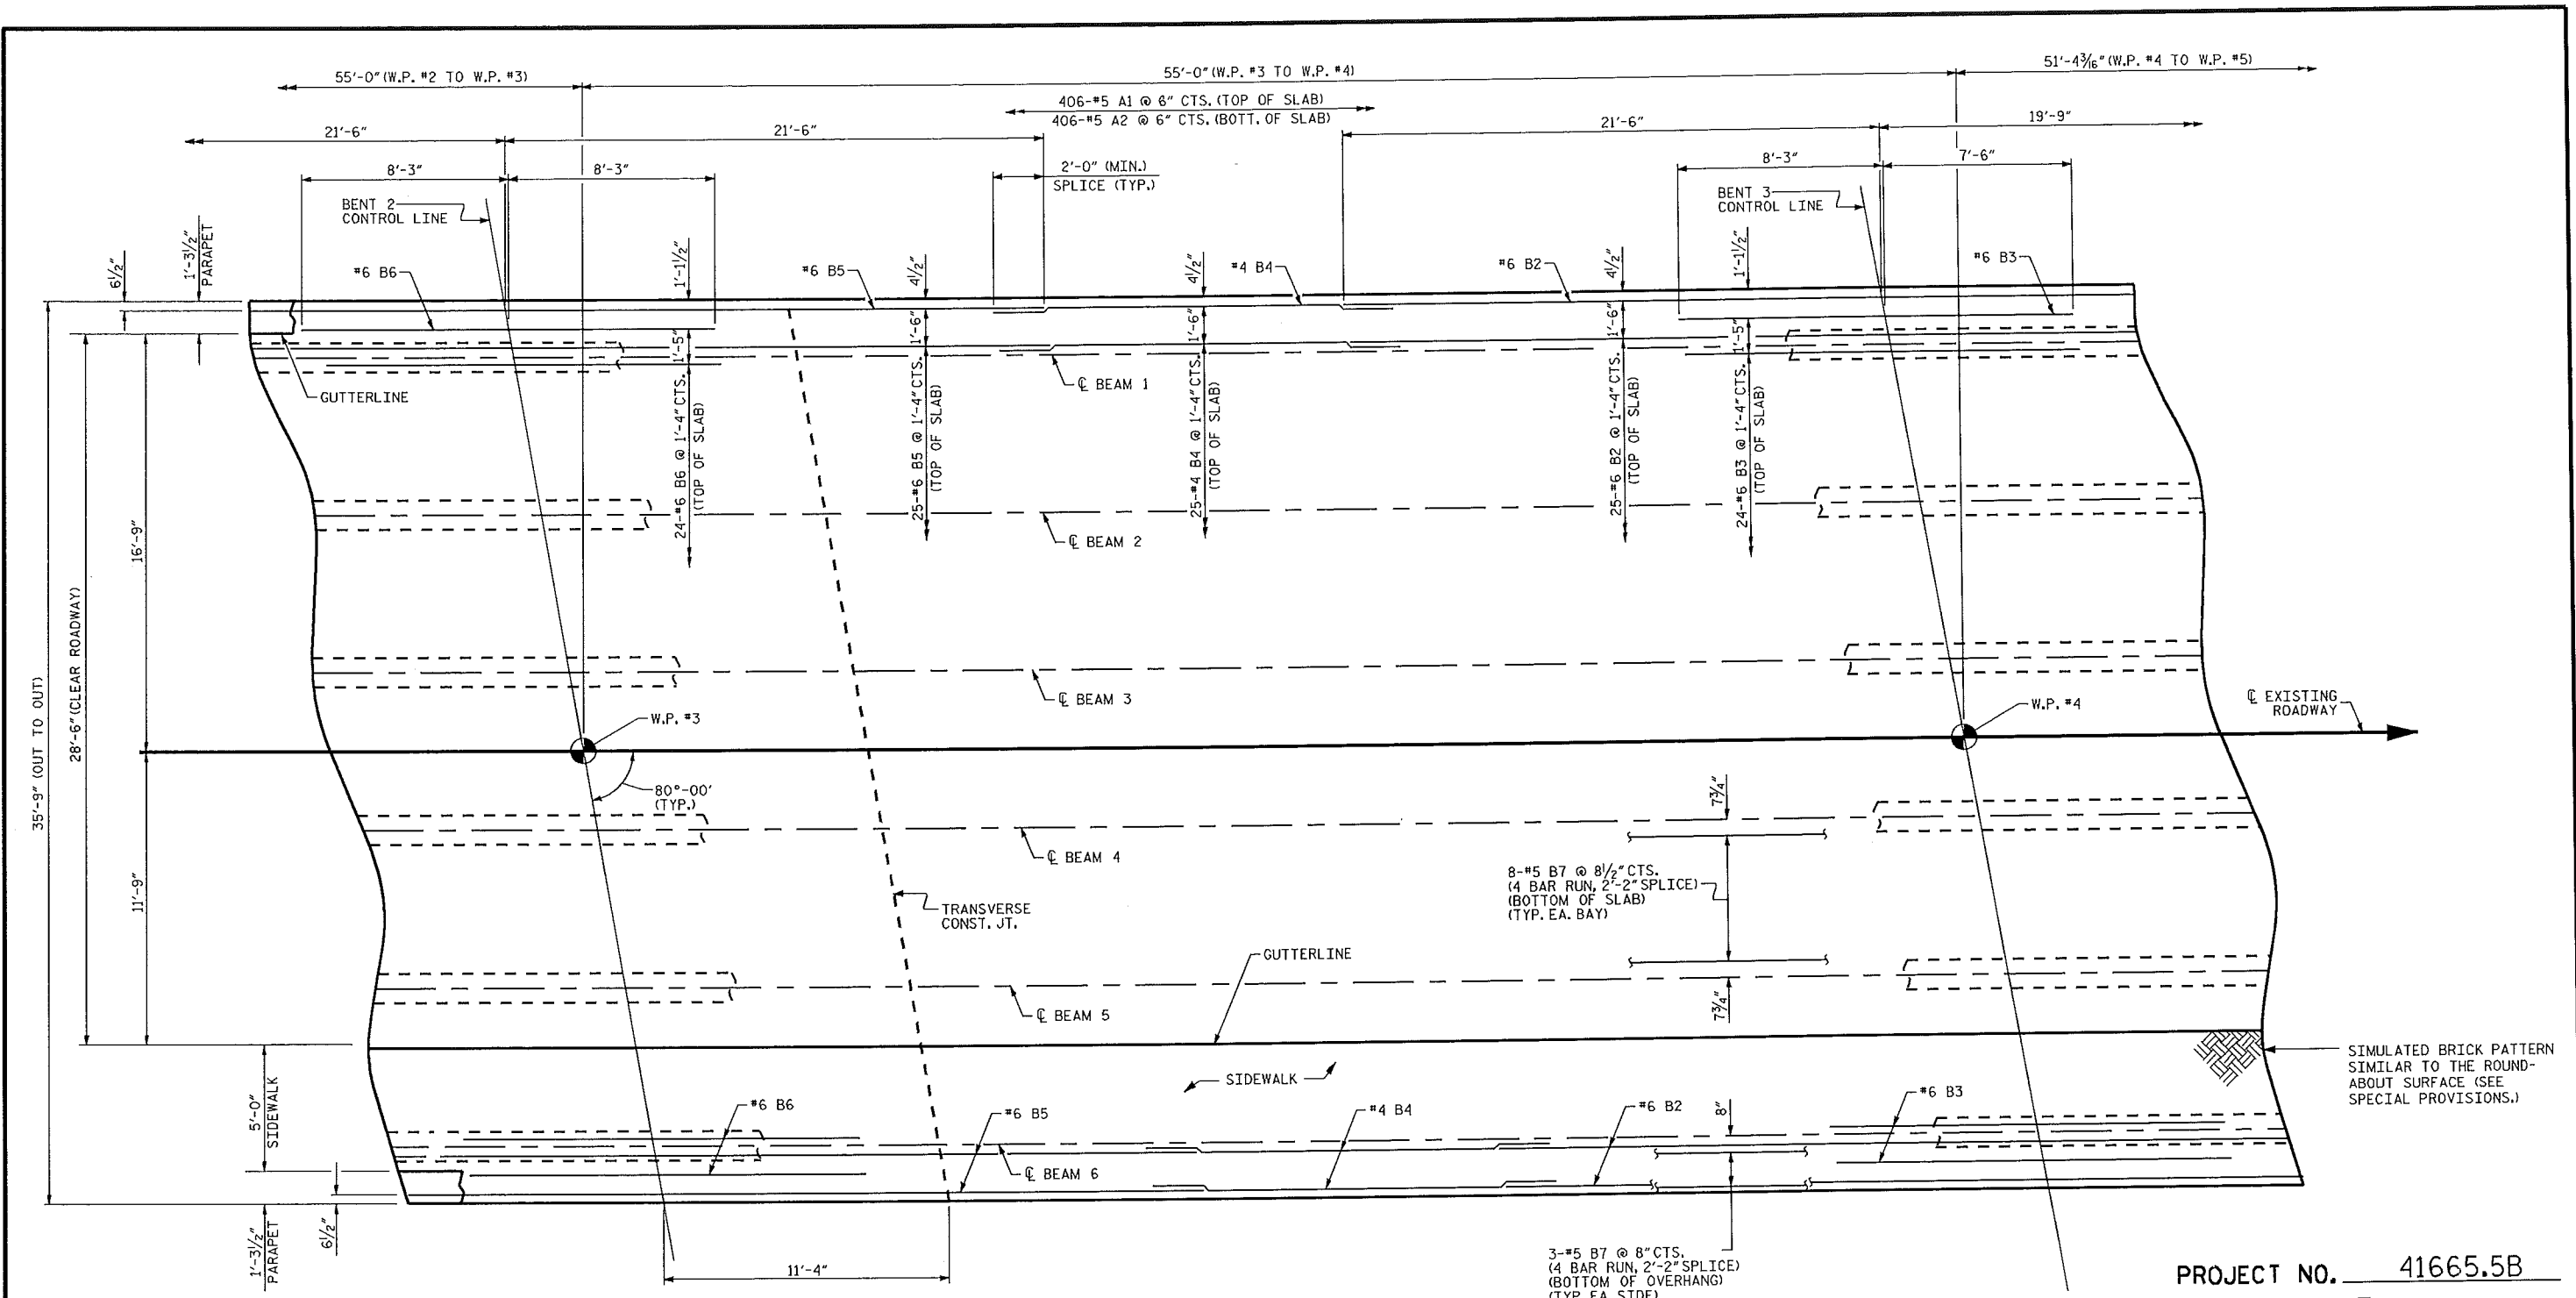 55'-0" (W.P. #2 TO W.P. #3)
55'-0" (W.P. #3 TO W.P. #4)
51'-4 3/16" (W.P. #4 TO W.P. #5)
406-#5 A1 @ 6" CTS. (TOP OF SLAB)
406-#5 A2 @ 6" CTS. (BOTT. OF SLAB)
21'-6"
21'-6"
21'-6"
19'-9"
8'-3"
8'-3"
2'-0" (MIN.)
SPLICE (TYP.)
8'-3"
7'-6"
BENT 2
CONTROL LINE
BENT 3
CONTROL LINE
6 1/2"
1'-3 1/2"
PARAPET
#6 B6
1'-1 1/2"
#6 B5
4 1/2"
4 1/2"
#4 B4
#6 B2
4 1/2"
1'-1 1/2"
#6 B3
1'-5"
1'-6"
1'-6"
1'-6"
1'-5"
GUTTERLINE
℄ BEAM 1
24-#6 B6 @ 1'-4" CTS.
(TOP OF SLAB)
25-#6 B5 @ 1'-4" CTS.
(TOP OF SLAB)
25-#4 B4 @ 1'-4" CTS.
(TOP OF SLAB)
25-#6 B2 @ 1'-4" CTS.
(TOP OF SLAB)
24-#6 B3 @ 1'-4" CTS.
(TOP OF SLAB)
℄ BEAM 2
35'-9" (OUT TO OUT)
28'-6" (CLEAR ROADWAY)
16'-9"
℄ BEAM 3
W.P. #3
W.P. #4
℄ EXISTING
ROADWAY
80°-00'
(TYP.)
℄ BEAM 4
11'-9"
TRANSVERSE
CONST. JT.
7 3/4"
8-#5 B7 @ 8 1/2" CTS.
(4 BAR RUN, 2'-2" SPLICE)
(BOTTOM OF SLAB)
(TYP. EA. BAY)
7 3/4"
GUTTERLINE
℄ BEAM 5
SIDEWALK
SIMULATED BRICK PATTERN
SIMILAR TO THE ROUND-
ABOUT SURFACE (SEE
SPECIAL PROVISIONS.)
5'-0"
SIDEWALK
#6 B6
#6 B5
#4 B4
#6 B2
8"
#6 B3
℄ BEAM 6
1'-3 1/2"
PARAPET
6 1/2"
11'-4"
3-#5 B7 @ 8" CTS.
(4 BAR RUN, 2'-2" SPLICE)
(BOTTOM OF OVERHANG)
(TYP. EA. SIDE)
PROJECT NO. 41665.5B